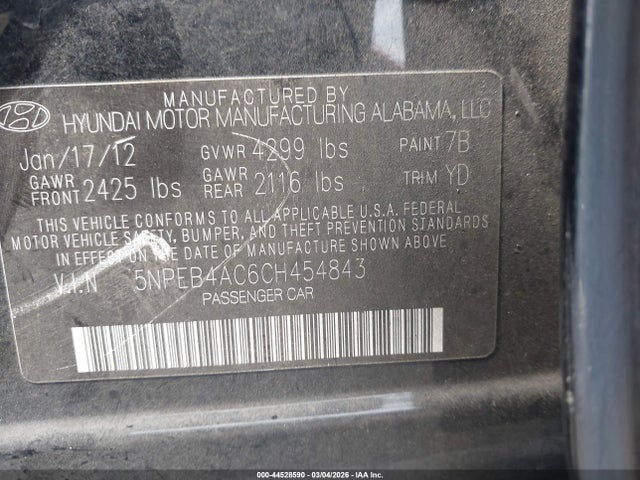 MANUFACTURED BY
HYUNDAI MOTOR MANUFACTURING ALABAMA, LLC
Jan/17/12 GVWR 4299 lbs PAINT 7B
GAWR FRONT 2425 lbs GAWR REAR 2116 lbs TRIM YD
THIS VEHICLE CONFORMS TO ALL APPLICABLE U.S.A. FEDERAL
MOTOR VEHICLE SAFETY, BUMPER, AND THEFT PREVENTION STANDARDS
IN EFFECT ON THE DATE OF MANUFACTURE SHOWN ABOVE
V.I.N 5NPEB4AC6CH454843
PASSENGER CAR
000-44528590 | 03/04/2026 - IAAI.COM